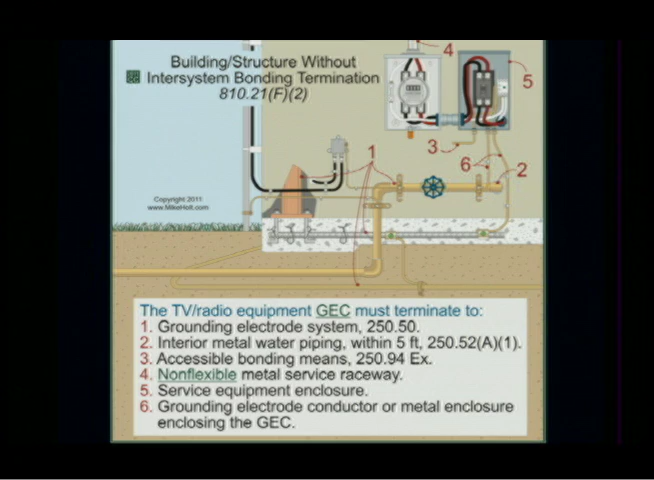 Building/Structure Without
Intersystem Bonding Termination
810.21(F)(2)
4
5
3
1
6
2
Copyright 2011
www.MikeHolt.com
The TV/radio equipment GEC must terminate to:
1. Grounding electrode system, 250.50.
2. Interior metal water piping, within 5 ft, 250.52(A)(1).
3. Accessible bonding means, 250.94 Ex.
4. Nonflexible metal service raceway.
5. Service equipment enclosure.
6. Grounding electrode conductor or metal enclosure
enclosing the GEC.